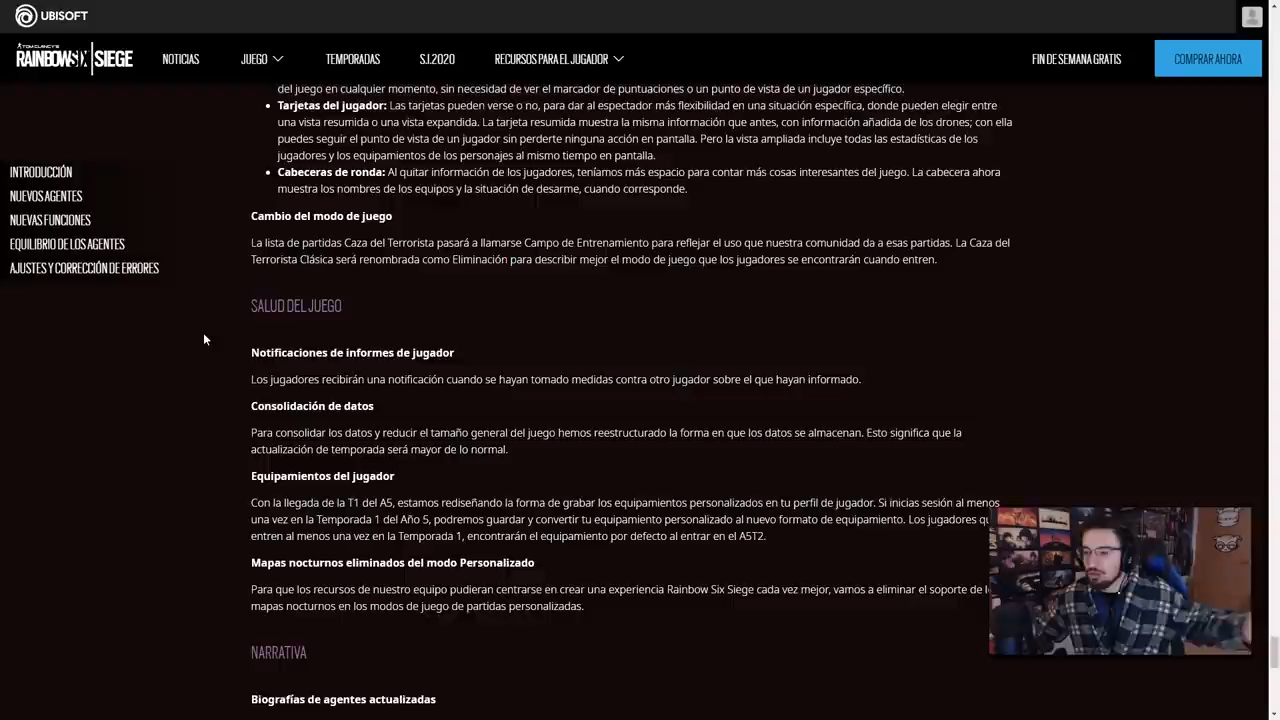 UBISOFT
TOM CLANCY'S
RAINBOWSIX|SIEGE
NOTICIAS
JUEGO
TEMPORADAS
S.I.2020
RECURSOS PARA EL JUGADOR
FIN DE SEMANA GRATIS
COMPRAR AHORA
INTRODUCCIÓN
NUEVOS AGENTES
NUEVAS FUNCIONES
EQUILIBRIO DE LOS AGENTES
AJUSTES Y CORRECCIÓN DE ERRORES
del juego en cualquier momento, sin necesidad de ver el marcador de puntuaciones o un punto de vista de un jugador específico.
Tarjetas del jugador: Las tarjetas pueden verse o no, para dar al espectador más flexibilidad en una situación específica, donde pueden elegir entre
una vista resumida o una vista expandida. La tarjeta resumida muestra la misma información que antes, con información añadida de los drones; con ella
puedes seguir el punto de vista de un jugador sin perderte ninguna acción en pantalla. Pero la vista ampliada incluye todas las estadísticas de los
jugadores y los equipamientos de los personajes al mismo tiempo en pantalla.
Cabeceras de ronda: Al quitar información de los jugadores, teníamos más espacio para contar más cosas interesantes del juego. La cabecera ahora
muestra los nombres de los equipos y la situación de desarme, cuando corresponde.
Cambio del modo de juego
La lista de partidas Caza del Terrorista pasará a llamarse Campo de Entrenamiento para reflejar el uso que nuestra comunidad da a esas partidas. La Caza del
Terrorista Clásica será renombrada como Eliminación para describir mejor el modo de juego que los jugadores se encontrarán cuando entren.
SALUD DEL JUEGO
Notificaciones de informes de jugador
Los jugadores recibirán una notificación cuando se hayan tomado medidas contra otro jugador sobre el que hayan informado.
Consolidación de datos
Para consolidar los datos y reducir el tamaño general del juego hemos reestructurado la forma en que los datos se almacenan. Esto significa que la
actualización de temporada será mayor de lo normal.
Equipamientos del jugador
Con la llegada de la T1 del A5, estamos rediseñando la forma de grabar los equipamientos personalizados en tu perfil de jugador. Si inicias sesión al menos
una vez en la Temporada 1 del Año 5, podremos guardar y convertir tu equipamiento personalizado al nuevo formato de equipamiento. Los jugadores
entren al menos una vez en la Temporada 1, encontrarán el equipamiento por defecto al entrar en el A5T2.
Mapas nocturnos eliminados del modo Personalizado
Para que los recursos de nuestro equipo pudieran centrarse en crear una experiencia Rainbow Six Siege cada vez mejor, vamos a eliminar el soporte de
mapas nocturnos en los modos de juego de partidas personalizadas.
NARRATIVA
Biografías de agentes actualizadas